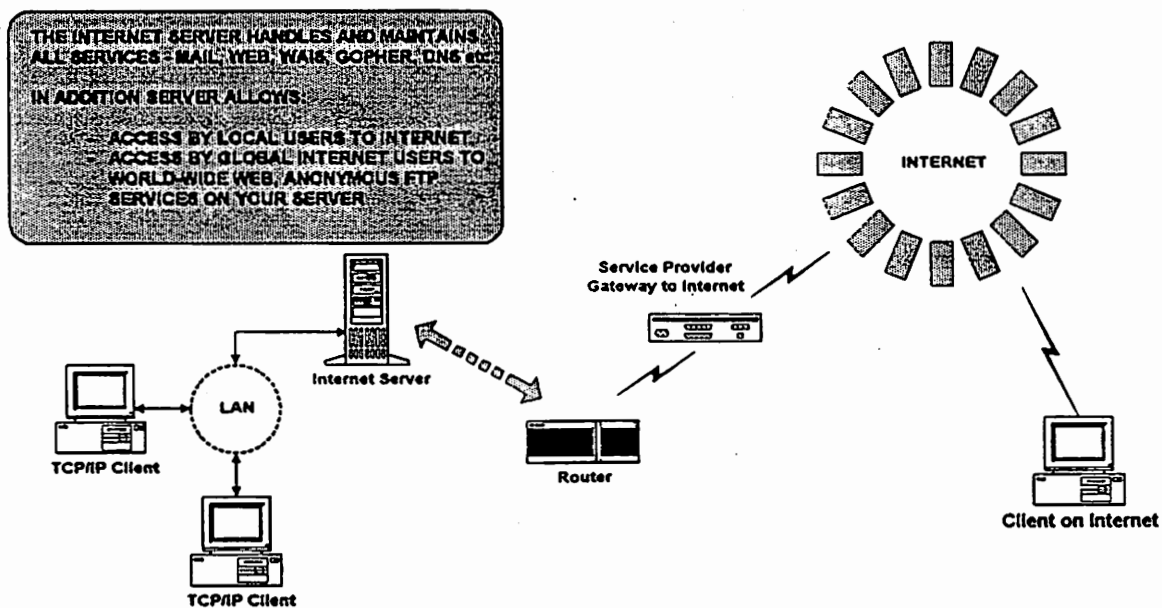 THE INTERNET SERVER HANDLES AND MAINTAINS
ALL SERVICES - MAIL, WEB, WAIS, GOPHER, DNS etc.
IN ADDITION SERVER ALLOWS:
- ACCESS BY LOCAL USERS TO INTERNET
- ACCESS BY GLOBAL INTERNET USERS TO
WORLD-WIDE WEB, ANONYMOUS FTP
SERVICES ON YOUR SERVER
INTERNET
Service Provider
Gateway to Internet
Internet Server
LAN
TCP/IP Client
Router
Client on Internet
TCP/IP Client